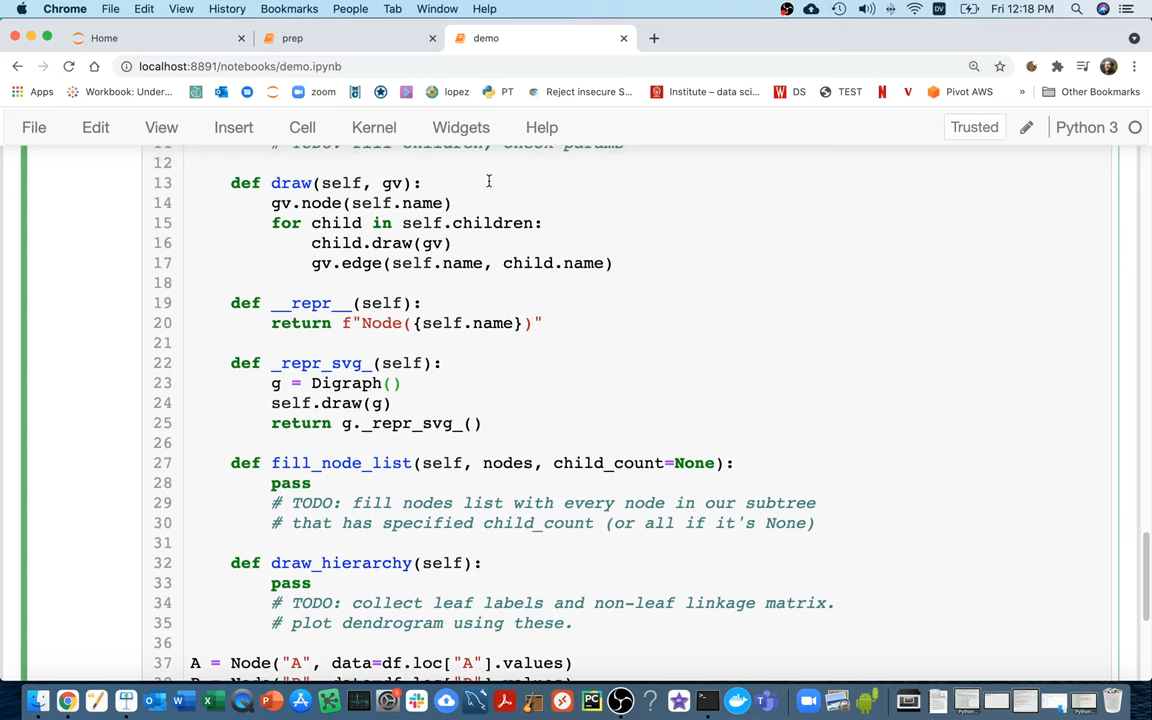 Chrome File Edit View History Bookmarks People Tab Window Help DV Fri 12:18 PM
Home × prep × demo × +
localhost:8891/notebooks/demo.ipynb
Apps Workbook: Under... zoom lopez PT Reject insecure S... Institute – data sci... DS TEST Pivot AWS » Other Bookmarks
File Edit View Insert Cell Kernel Widgets Help Trusted Python 3
11 # TODO: fill children, check params
12
13 def draw(self, gv):
14 gv.node(self.name)
15 for child in self.children:
16 child.draw(gv)
17 gv.edge(self.name, child.name)
18
19 def __repr__(self):
20 return f"Node({self.name})"
21
22 def _repr_svg_(self):
23 g = Digraph()
24 self.draw(g)
25 return g._repr_svg_()
26
27 def fill_node_list(self, nodes, child_count=None):
28 pass
29 # TODO: fill nodes list with every node in our subtree
30 # that has specified child_count (or all if it's None)
31
32 def draw_hierarchy(self):
33 pass
34 # TODO: collect leaf labels and non-leaf linkage matrix.
35 # plot dendrogram using these.
36
37 A = Node("A", data=df.loc["A"].values)